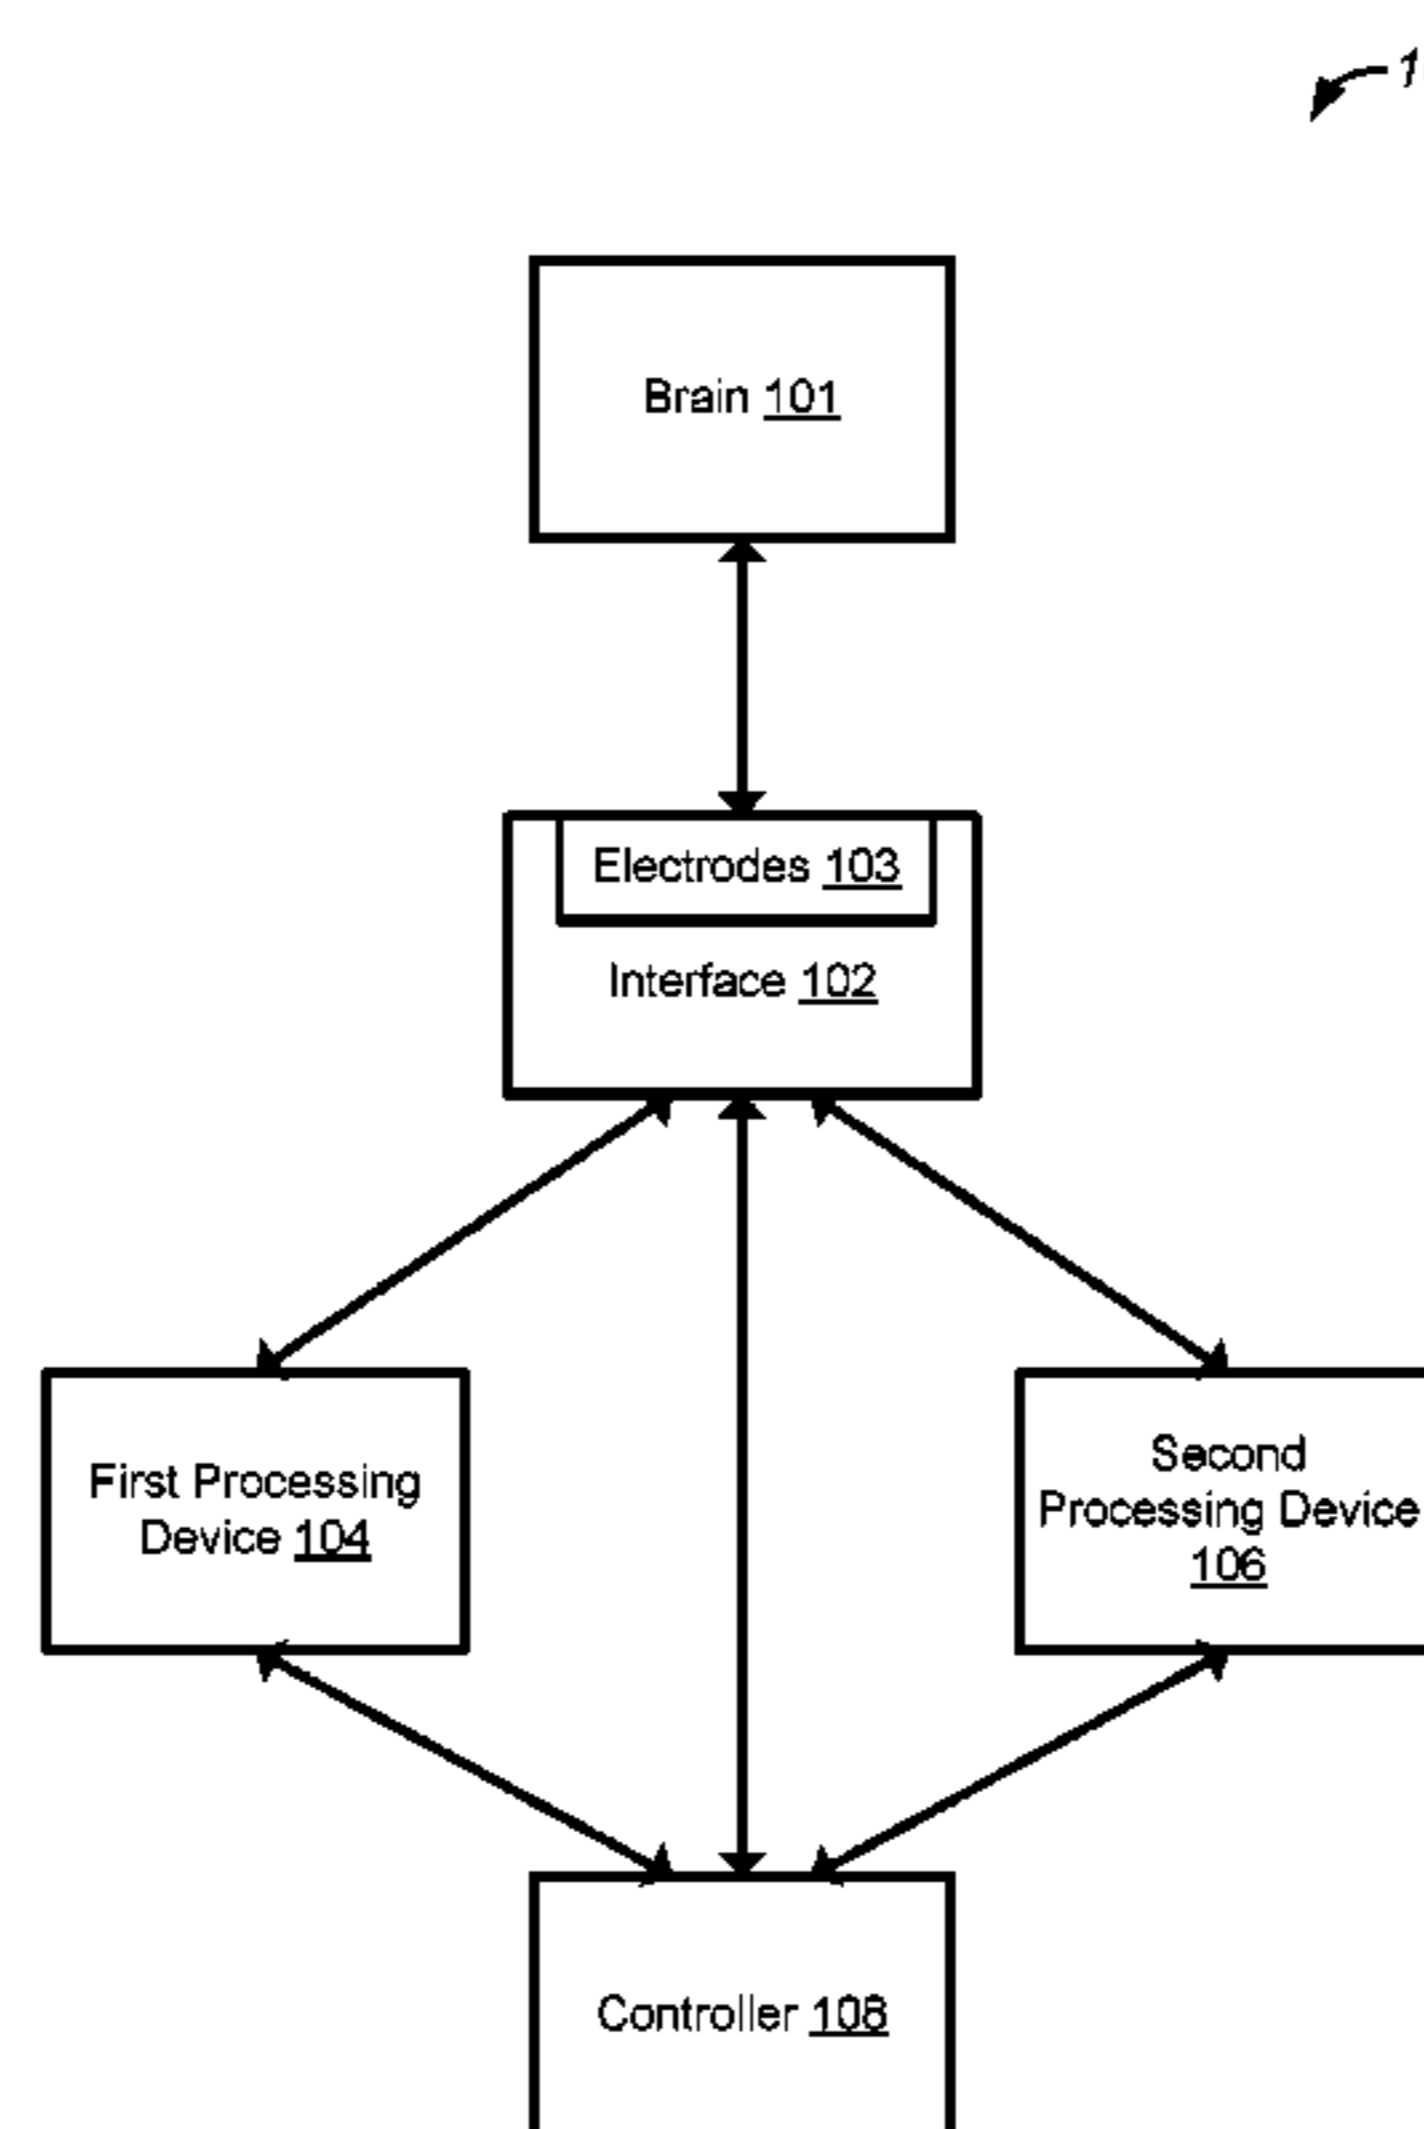 Brain 101
Electrodes 103
Interface 102
First Processing
Device 104
Second
Processing Device
106
Controller 108